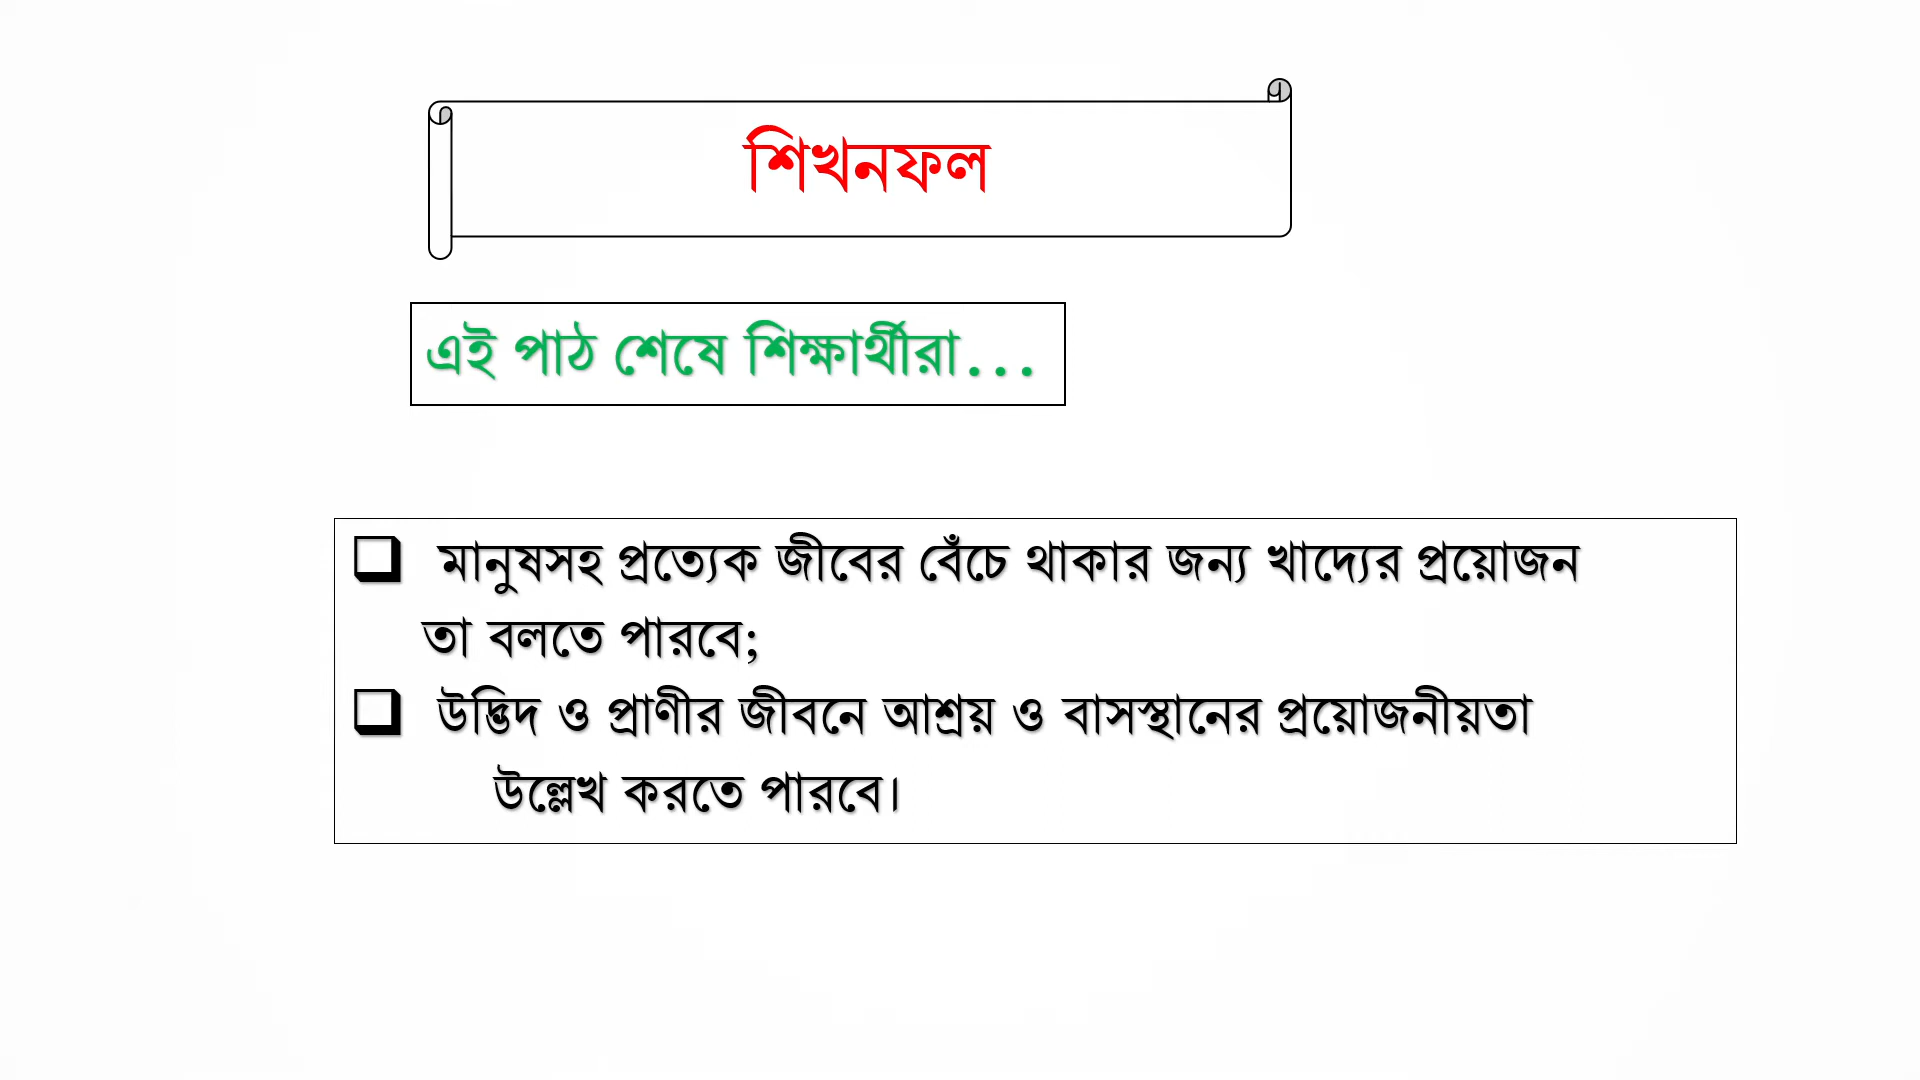 শিখনফল
এই পাঠ শেষে শিক্ষার্থীরা...
❑ মানুষসহ প্রত্যেক জীবের বেঁচে থাকার জন্য খাদ্যের প্রয়োজন
তা বলতে পারবে;
❑ উদ্ভিদ ও প্রাণীর জীবনে আশ্রয় ও বাসস্থানের প্রয়োজনীয়তা
উল্লেখ করতে পারবে।